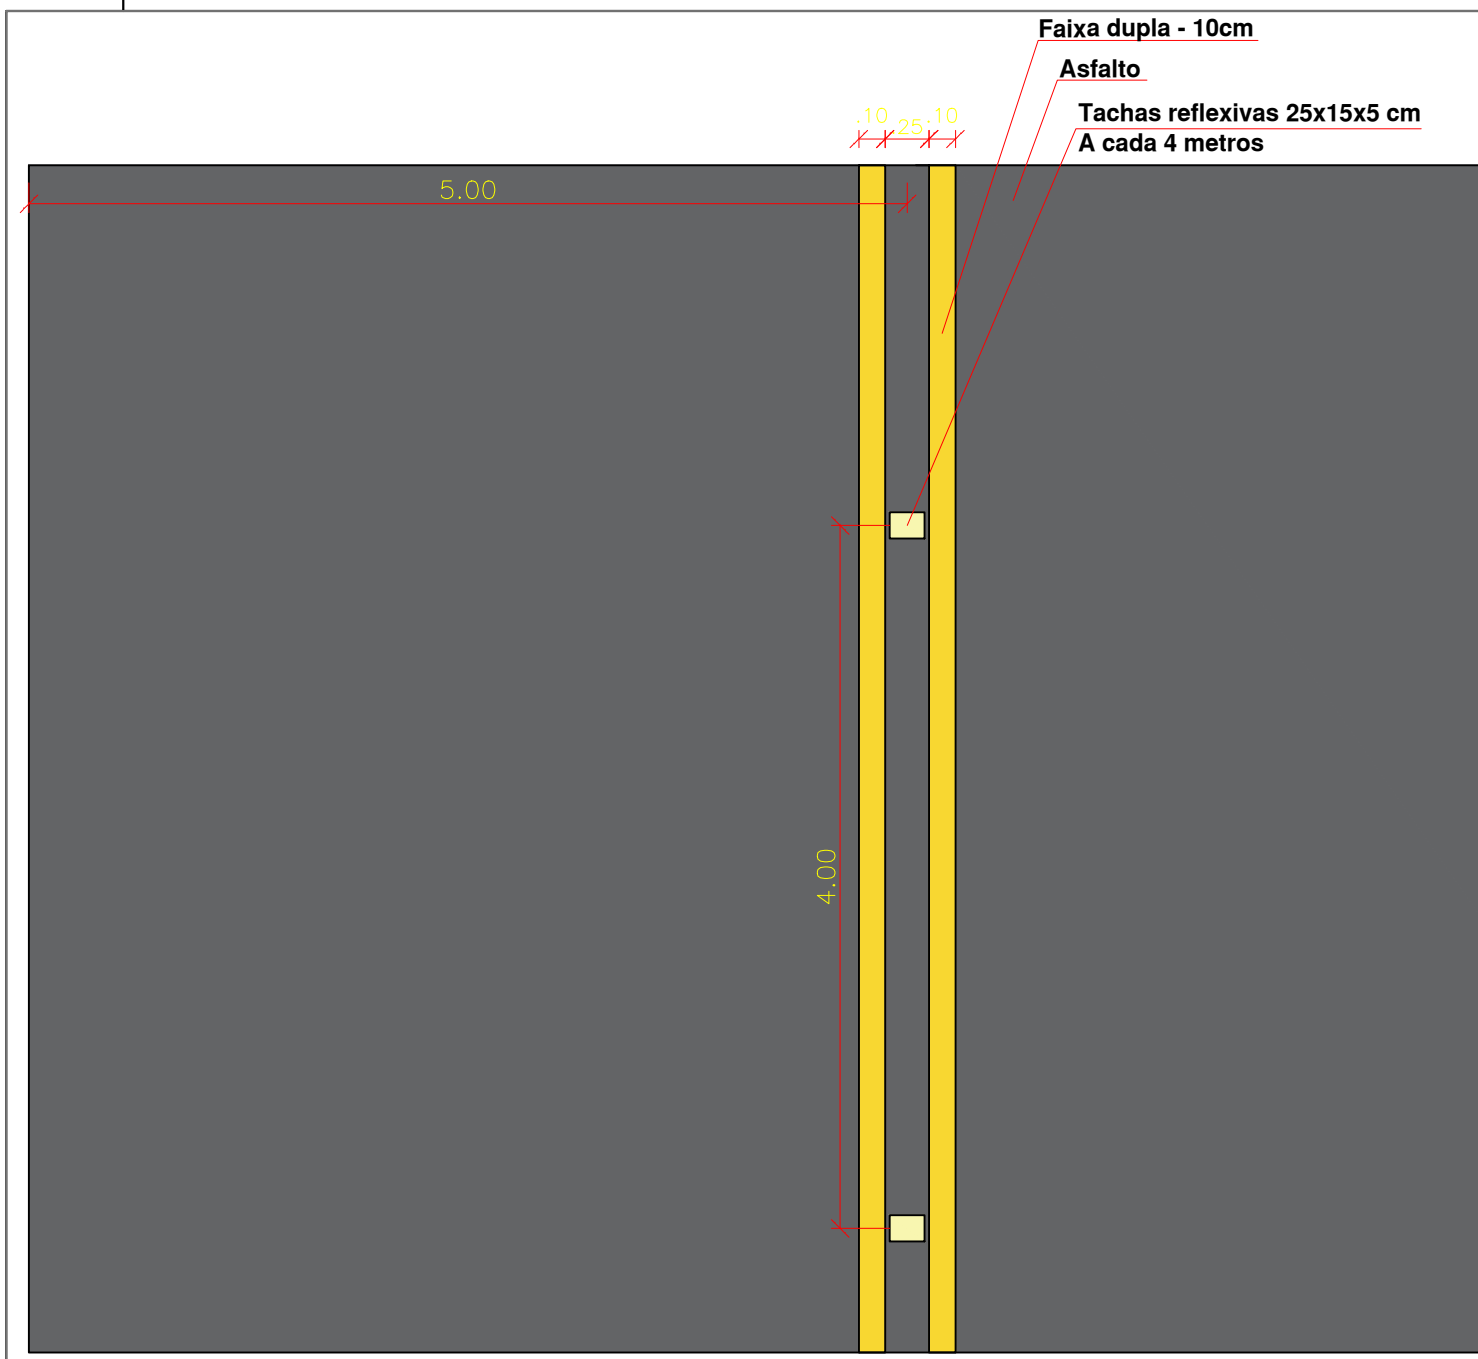 Faixa dupla - 10cm
Asfalto
Tachas reflexivas 25x15x5 cm
A cada 4 metros
.10 .25 .10
5.00
4.00